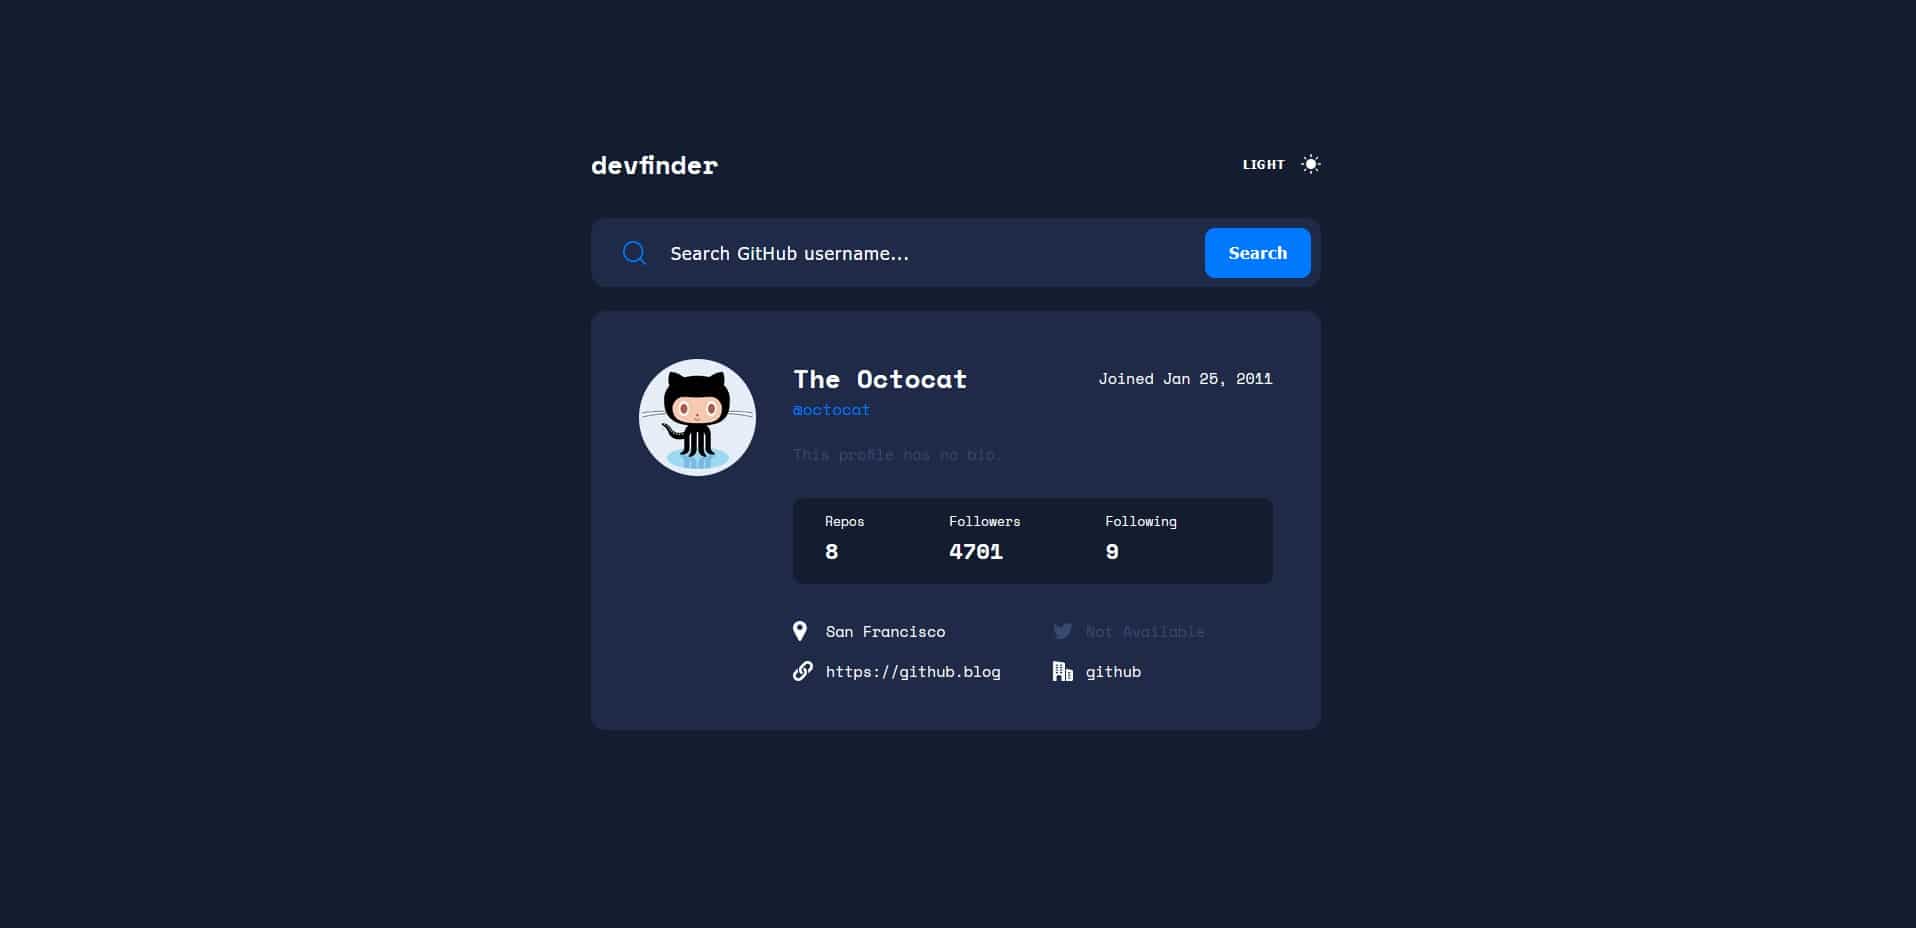 devfinder
LIGHT
Search GitHub username...
Search
The Octocat
Joined Jan 25, 2011
@octocat
This profile has no bio.
Repos
Followers
Following
8
4701
9
San Francisco
Not Available
https://github.blog
github